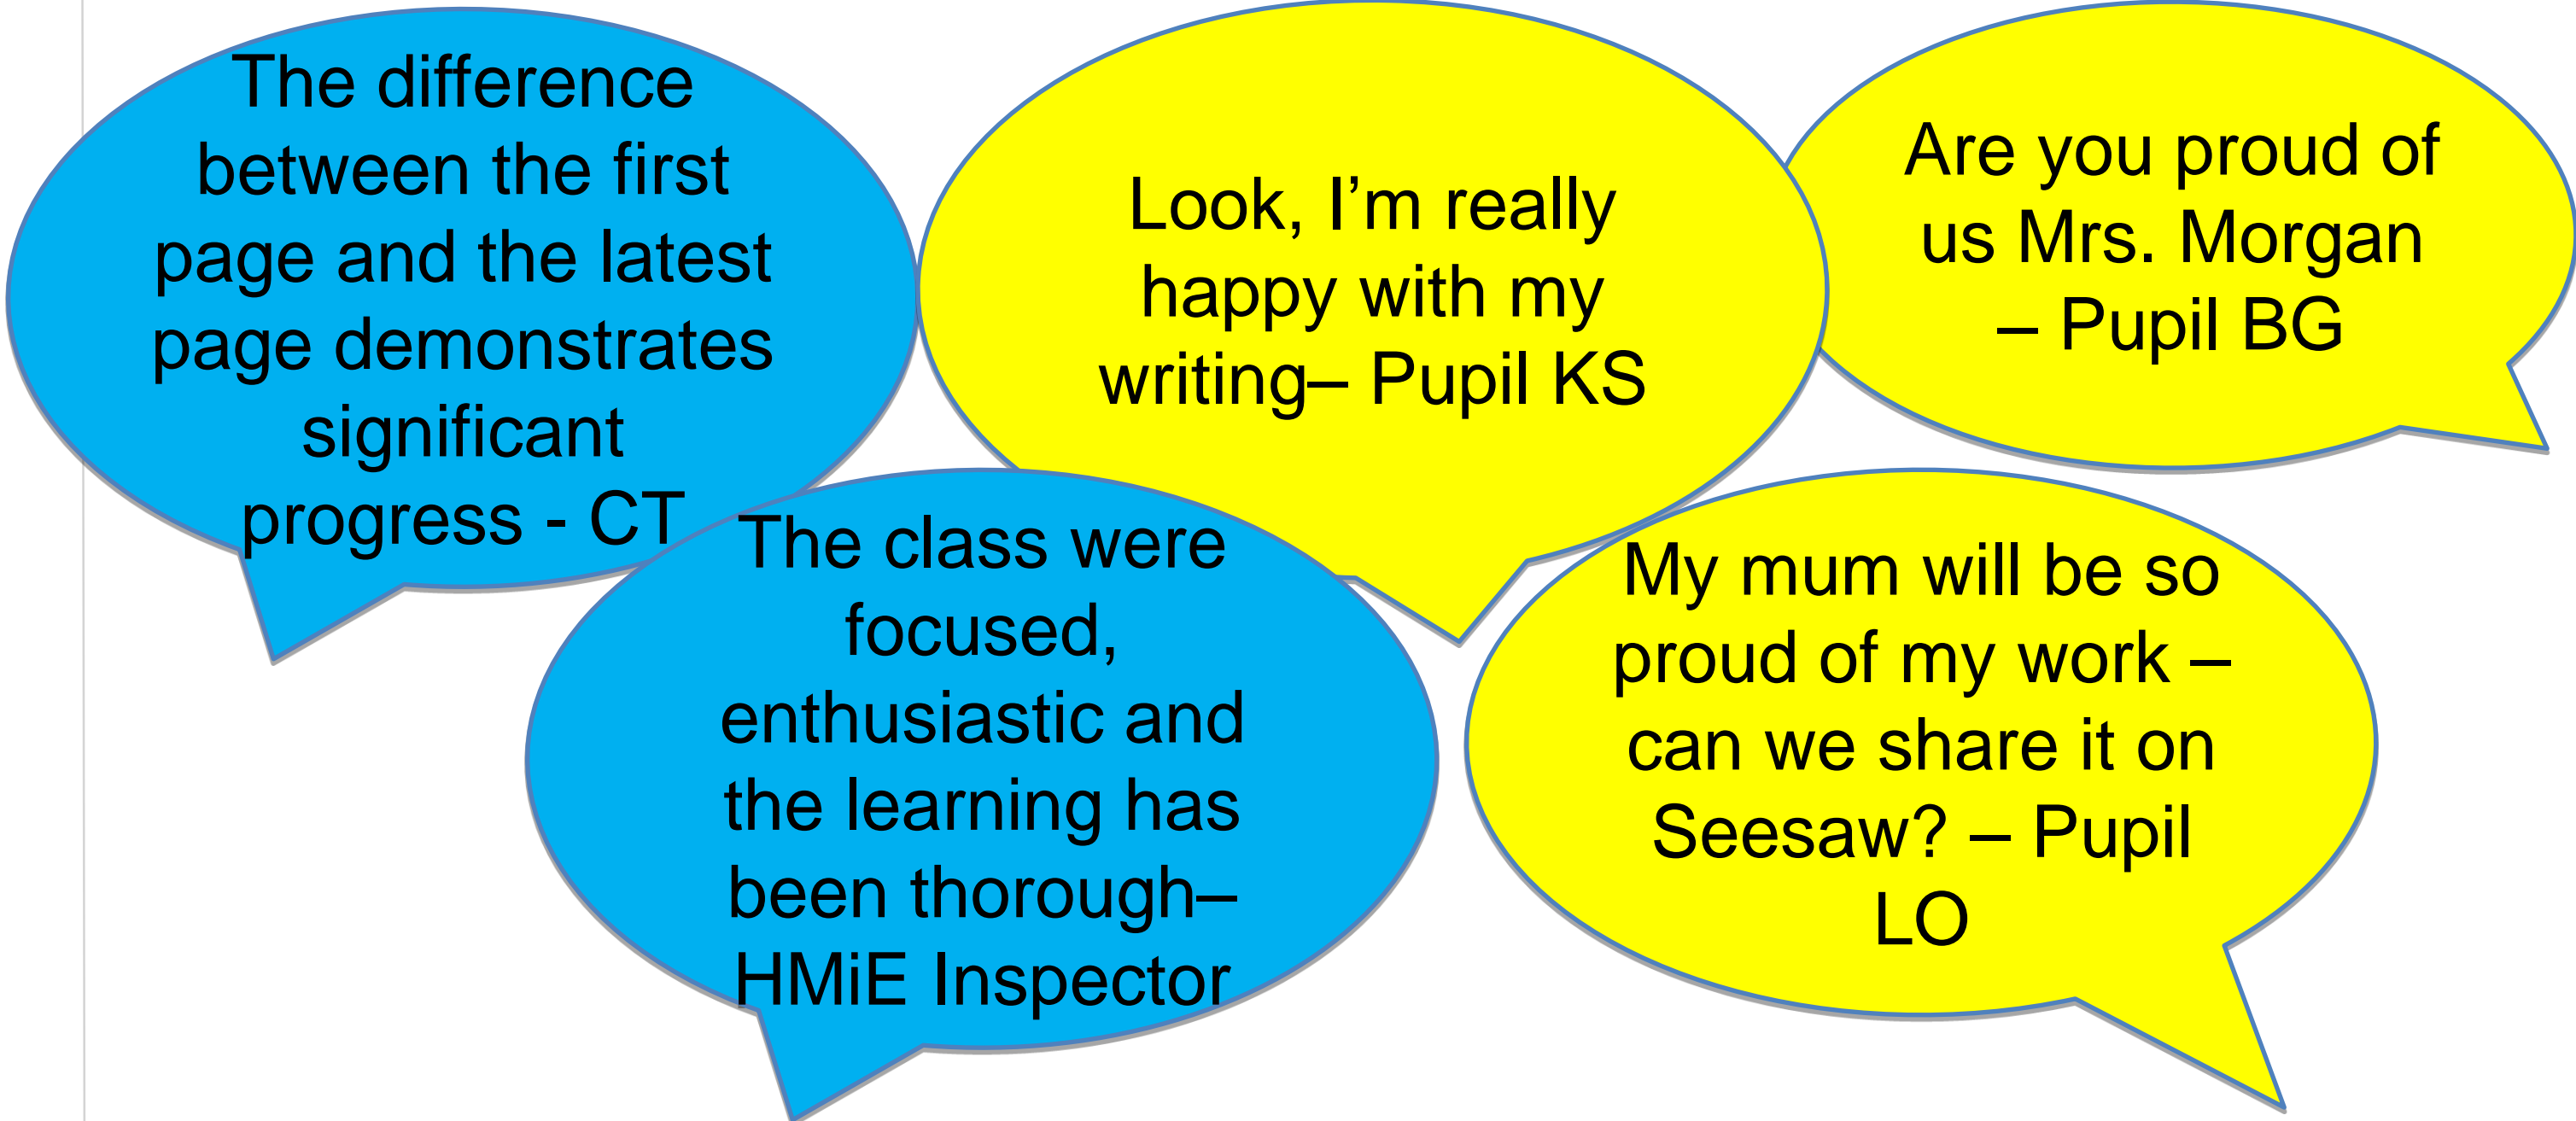 The difference
between the first
page and the latest
page demonstrates
significant
progress - CT
Look, I’m really
happy with my
writing– Pupil KS
Are you proud of
us Mrs. Morgan
– Pupil BG
The class were
focused,
enthusiastic and
the learning has
been thorough–
HMiE Inspector
My mum will be so
proud of my work –
can we share it on
Seesaw? – Pupil
LO